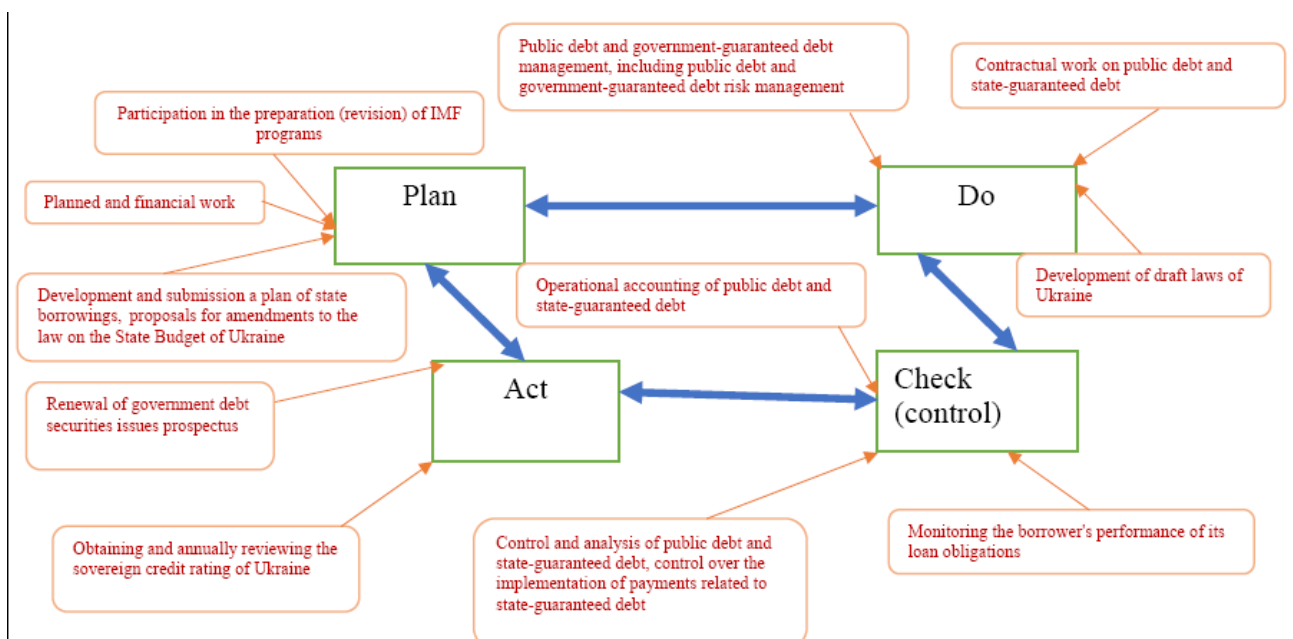 Public debt and government-guaranteed debt
management, including public debt and
government-guaranteed debt risk management
Contractual work on public debt and
state-guaranteed debt
Participation in the preparation (revision) of IMF
programs
Plan
Do
Planned and financial work
Operational accounting of public debt and
state-guaranteed debt
Development of draft laws of
Ukraine
Development and submission a plan of state
borrowings, proposals for amendments to the
law on the State Budget of Ukraine
Act
Check
(control)
Renewal of government debt
securities issues prospectus
Obtaining and annually reviewing the
sovereign credit rating of Ukraine
Control and analysis of public debt and
state-guaranteed debt, control over the
implementation of payments related to
state-guaranteed debt
Monitoring the borrower's performance of its
loan obligations